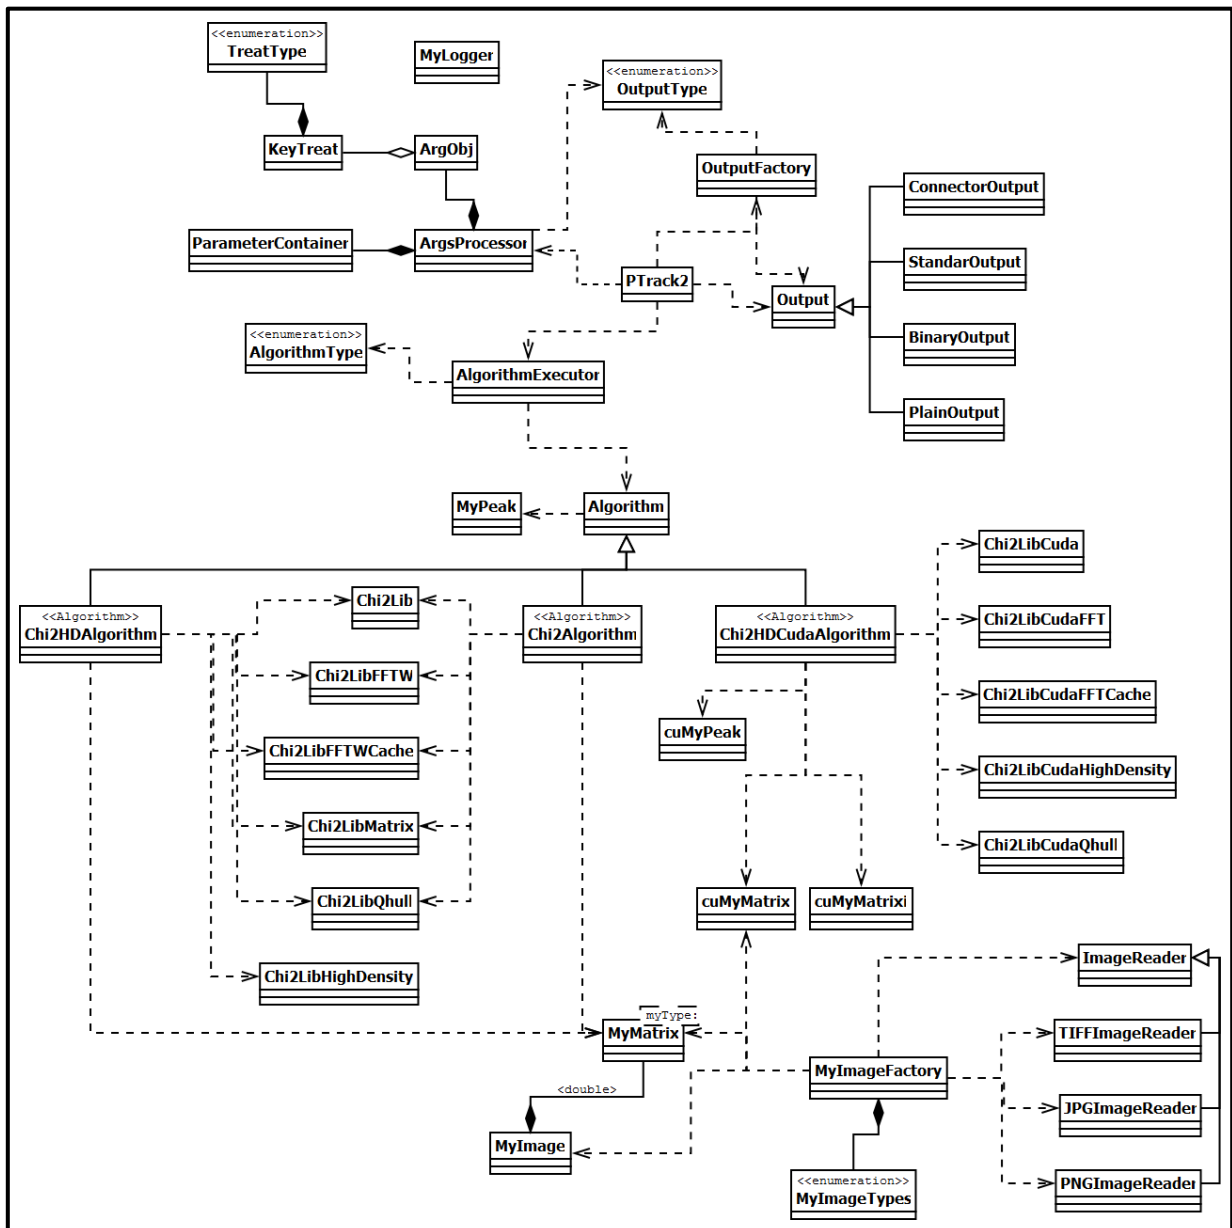 <<enumeration>>
TreatType
MyLogger
<<enumeration>>
OutputType
KeyTreat
ArgObj
OutputFactory
ConnectorOutput
ParameterContainer
ArgsProcessor
StandarOutput
PTrack2
Output
<<enumeration>>
AlgorithmType
BinaryOutput
AlgorithmExecutor
PlainOutput
MyPeak
Algorithm
Chi2LibCuda
<<Algorithm>>
Chi2HDAlgorithm
Chi2Lib
<<Algorithm>>
Chi2Algorithm
<<Algorithm>>
Chi2HDCudaAlgorithm
Chi2LibCudaFFT
Chi2LibFFTW
Chi2LibCudaFFTCache
cuMyPeak
Chi2LibFFTWCache
Chi2LibCudaHighDensity
Chi2LibMatrix
Chi2LibCudaQhull
Chi2LibQhull
cuMyMatrix
cuMyMatrixi
Chi2LibHighDensity
ImageReader
myType:
MyMatrix
TIFFImageReader
MyImageFactory
<double>
JPGImageReader
MyImage
PNGImageReader
<<enumeration>>
MyImageTypes